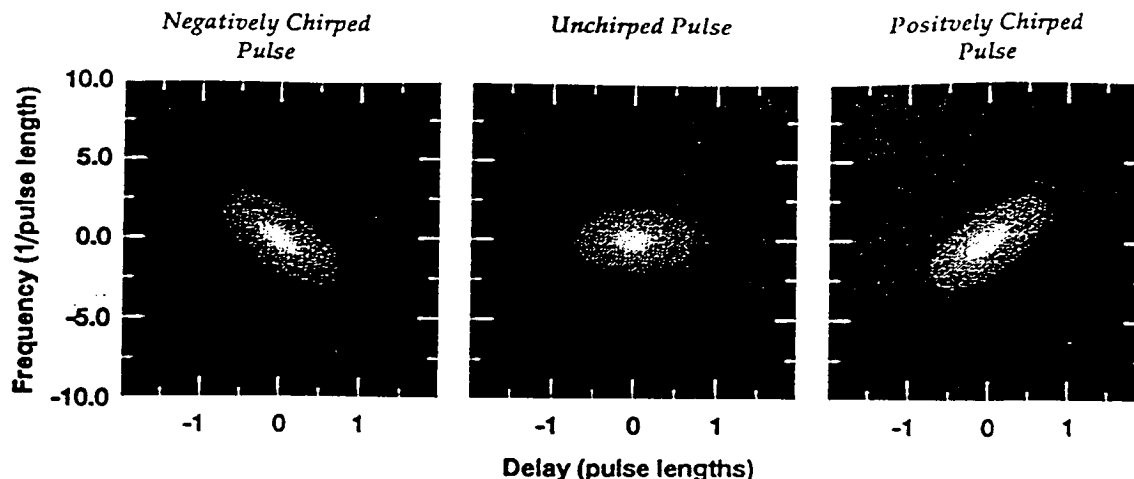 Negatively Chirped
Pulse
Unchirped Pulse
Positvely Chirped
Pulse
Frequency (1/pulse length)
10.0
5.0
0.0
-5.0
-10.0
-1 0 1
-1 0 1
-1 0 1
Delay (pulse lengths)